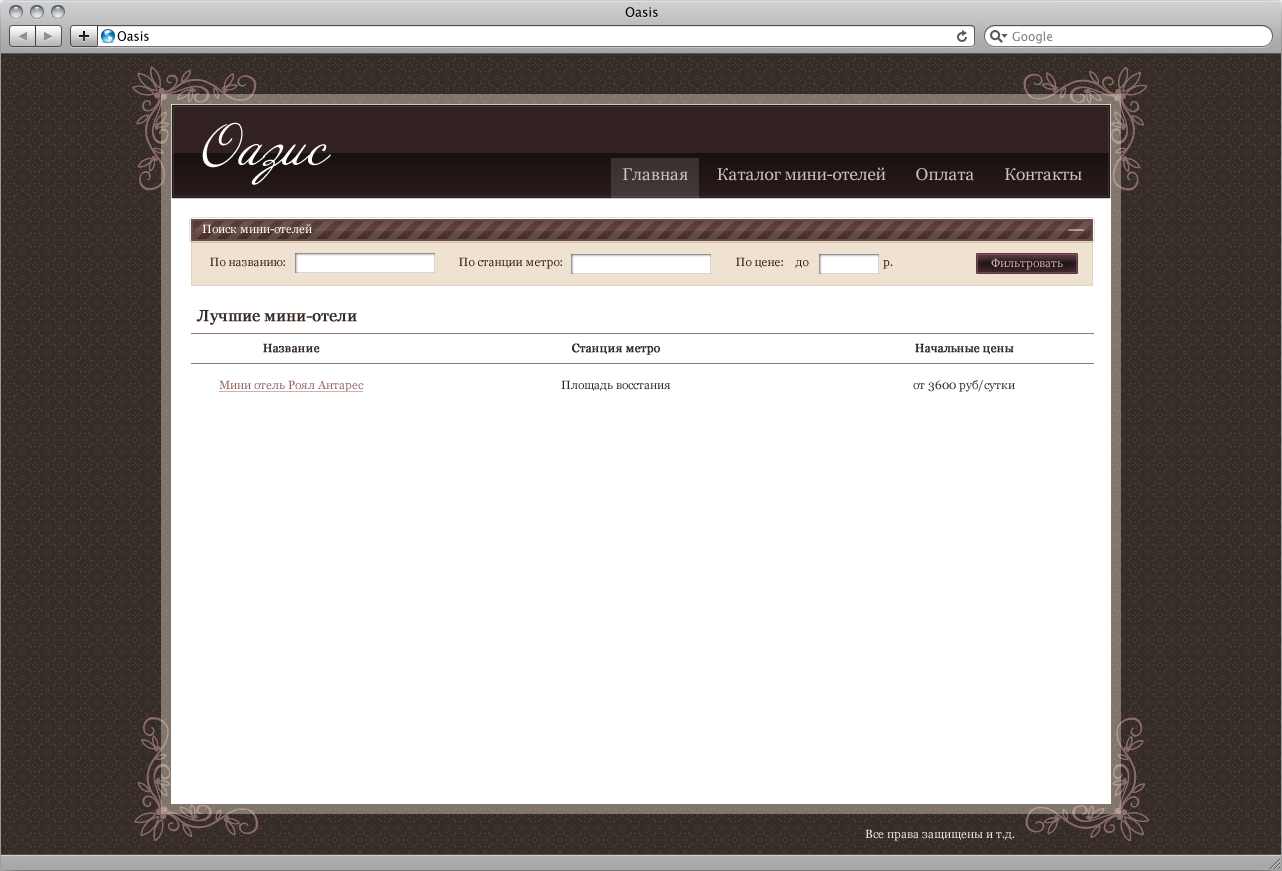 Oasis
Oasis
Google
Оазис
Главная Каталог мини-отелей Оплата Контакты
Поиск мини-отелей
По названию: По станции метро: По цене: до р. Фильтровать
Лучшие мини-отели
Название Станция метро Начальные цены
Мини отель Роял Антарес Площадь восстания от 3600 руб/сутки
Все права защищены и т.д.